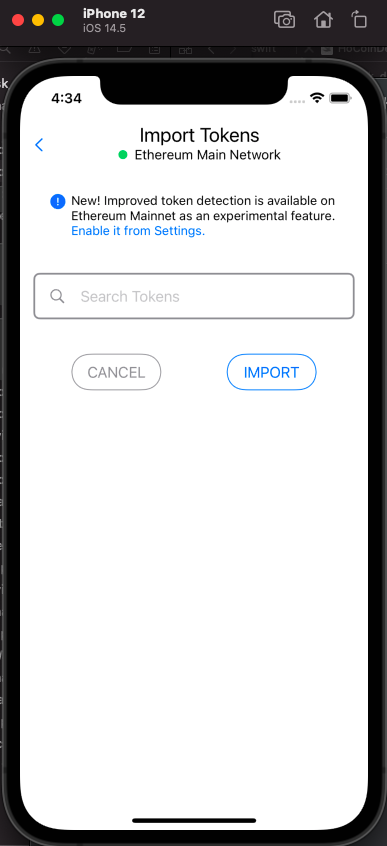 iPhone 12
iOS 14.5
swift
4:34
Import Tokens
Ethereum Main Network
New! Improved token detection is available on
Ethereum Mainnet as an experimental feature.
Enable it from Settings.
Search Tokens
CANCEL
IMPORT